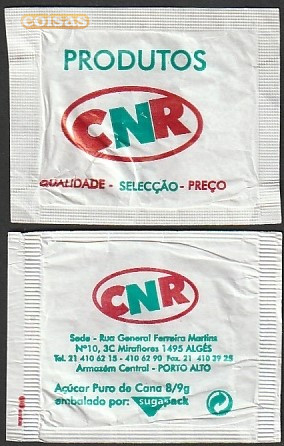 coisas
PRODUTOS
CNR
QUALIDADE - SELECÇÃO - PREÇO
CNR
Sede - Rua General Ferreira Martins
Nº10, 3C Miraflores 1495 ALGÉS
Tel. 21 410 62 15 - 410 62 90 Fax. 21 410 39 25
Armazém Central - PORTO ALTO
Açúcar Puro de Cana 8/9g
embalado por: sugapack